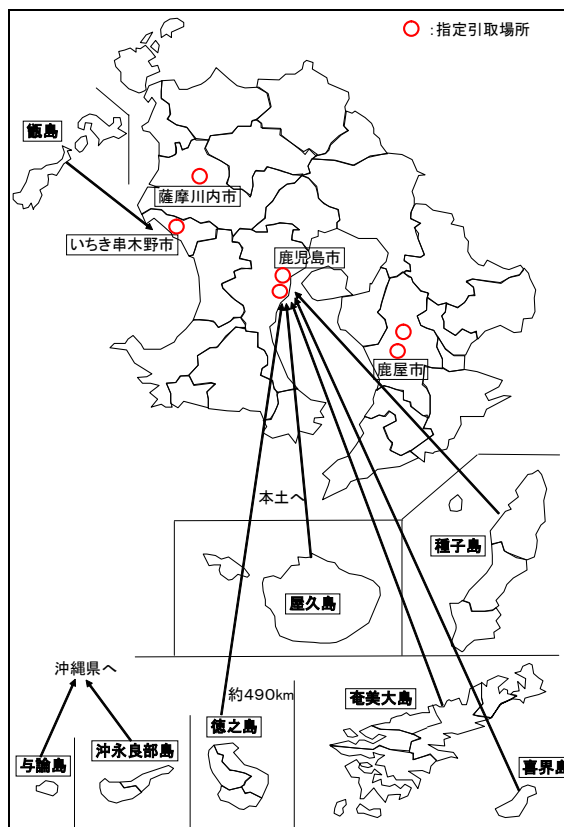 :指定引取場所
甑島
薩摩川内市
いちき串木野市
鹿児島市
鹿屋市
本土へ
種子島
屋久島
沖縄県へ
約490km
奄美大島
徳之島
沖永良部島
与論島
喜界島